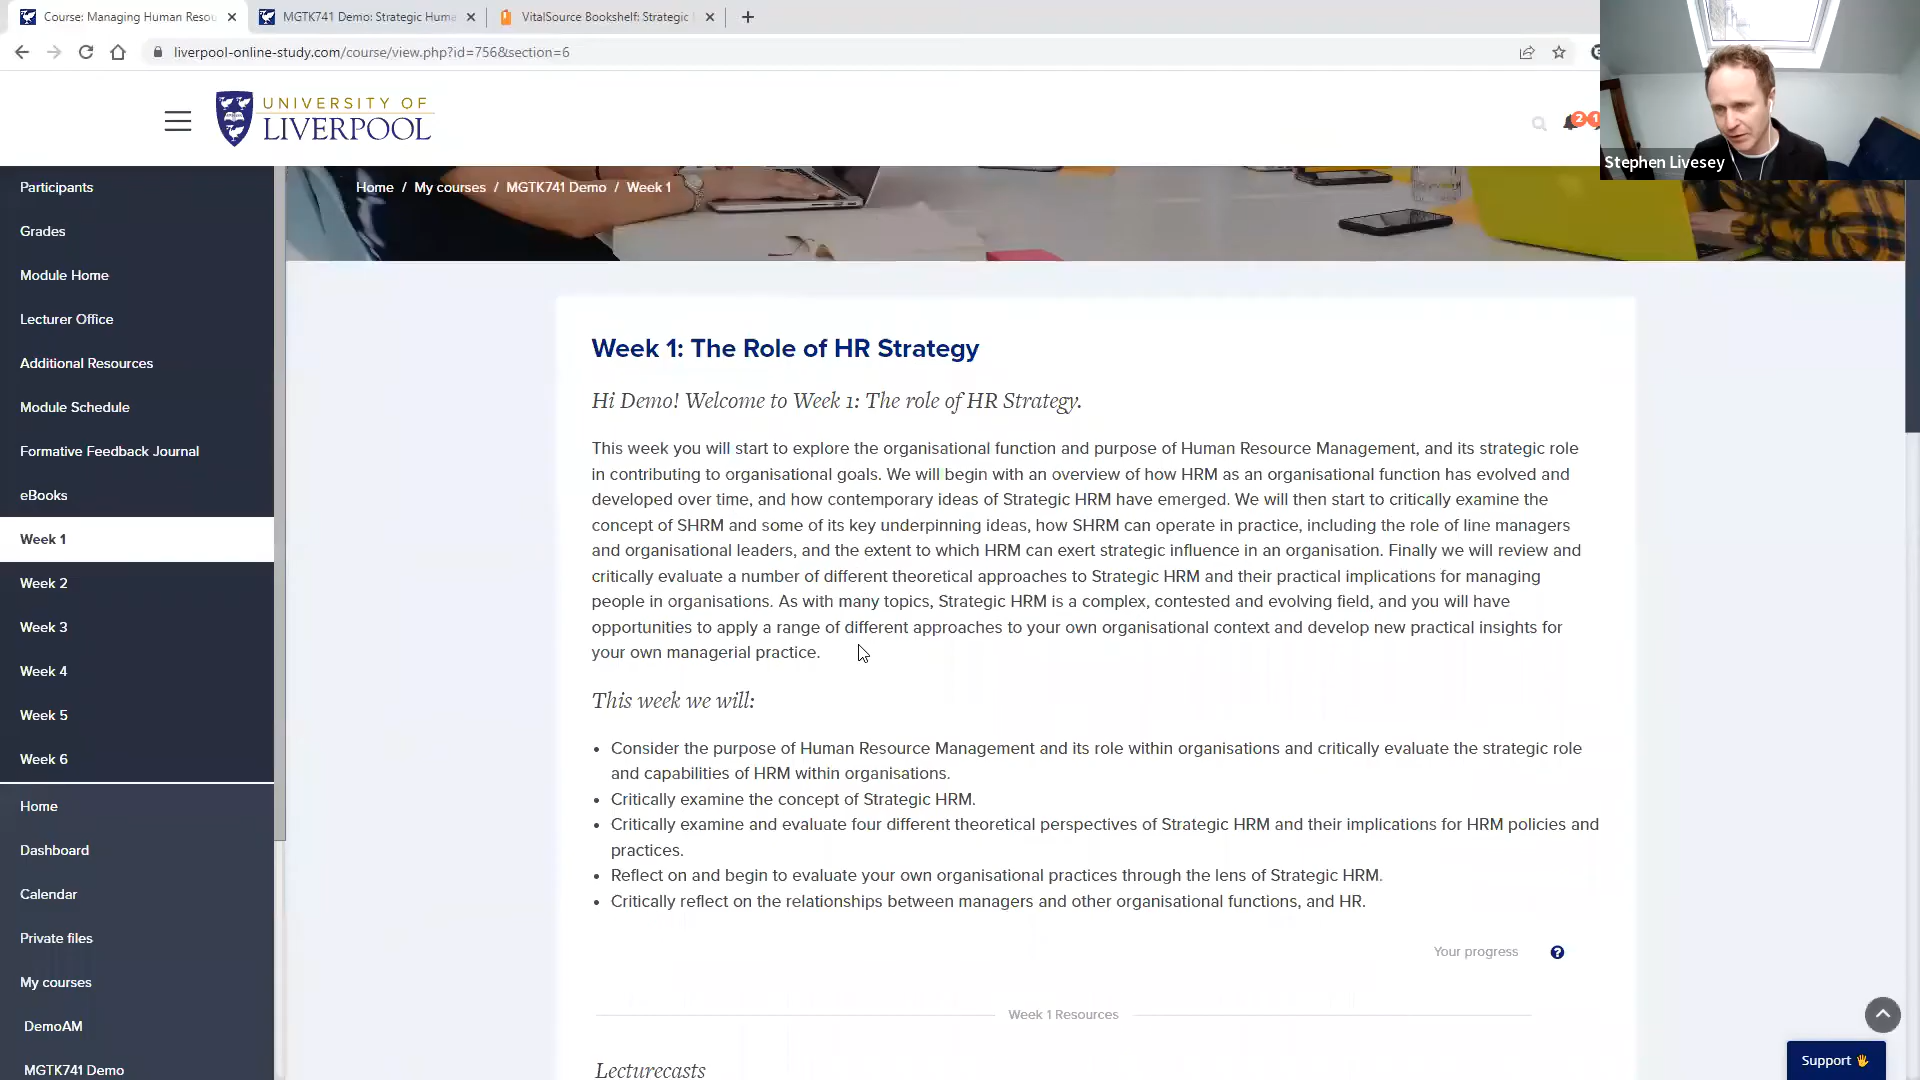 Course: Managing Human Resou
MGTK741 Demo: Strategic Huma
VitalSource Bookshelf: Strategic
liverpool-online-study.com/course/view.php?id=756&section=6
UNIVERSITY OF
LIVERPOOL
2
1
Stephen Livesey
Home / My courses / MGTK741 Demo / Week 1
Participants
Grades
Module Home
Lecturer Office
Additional Resources
Module Schedule
Formative Feedback Journal
eBooks
Week 1
Week 2
Week 3
Week 4
Week 5
Week 6
Home
Dashboard
Calendar
Private files
My courses
DemoAM
MGTK741 Demo
Week 1: The Role of HR Strategy
Hi Demo! Welcome to Week 1: The role of HR Strategy.
This week you will start to explore the organisational function and purpose of Human Resource Management, and its strategic role
in contributing to organisational goals. We will begin with an overview of how HRM as an organisational function has evolved and
developed over time, and how contemporary ideas of Strategic HRM have emerged. We will then start to critically examine the
concept of SHRM and some of its key underpinning ideas, how SHRM can operate in practice, including the role of line managers
and organisational leaders, and the extent to which HRM can exert strategic influence in an organisation. Finally we will review and
critically evaluate a number of different theoretical approaches to Strategic HRM and their practical implications for managing
people in organisations. As with many topics, Strategic HRM is a complex, contested and evolving field, and you will have
opportunities to apply a range of different approaches to your own organisational context and develop new practical insights for
your own managerial practice.
This week we will:
• Consider the purpose of Human Resource Management and its role within organisations and critically evaluate the strategic role
and capabilities of HRM within organisations.
• Critically examine the concept of Strategic HRM.
• Critically examine and evaluate four different theoretical perspectives of Strategic HRM and their implications for HRM policies and
practices.
• Reflect on and begin to evaluate your own organisational practices through the lens of Strategic HRM.
• Critically reflect on the relationships between managers and other organisational functions, and HR.
Your progress
Week 1 Resources
Lecturecasts
Support